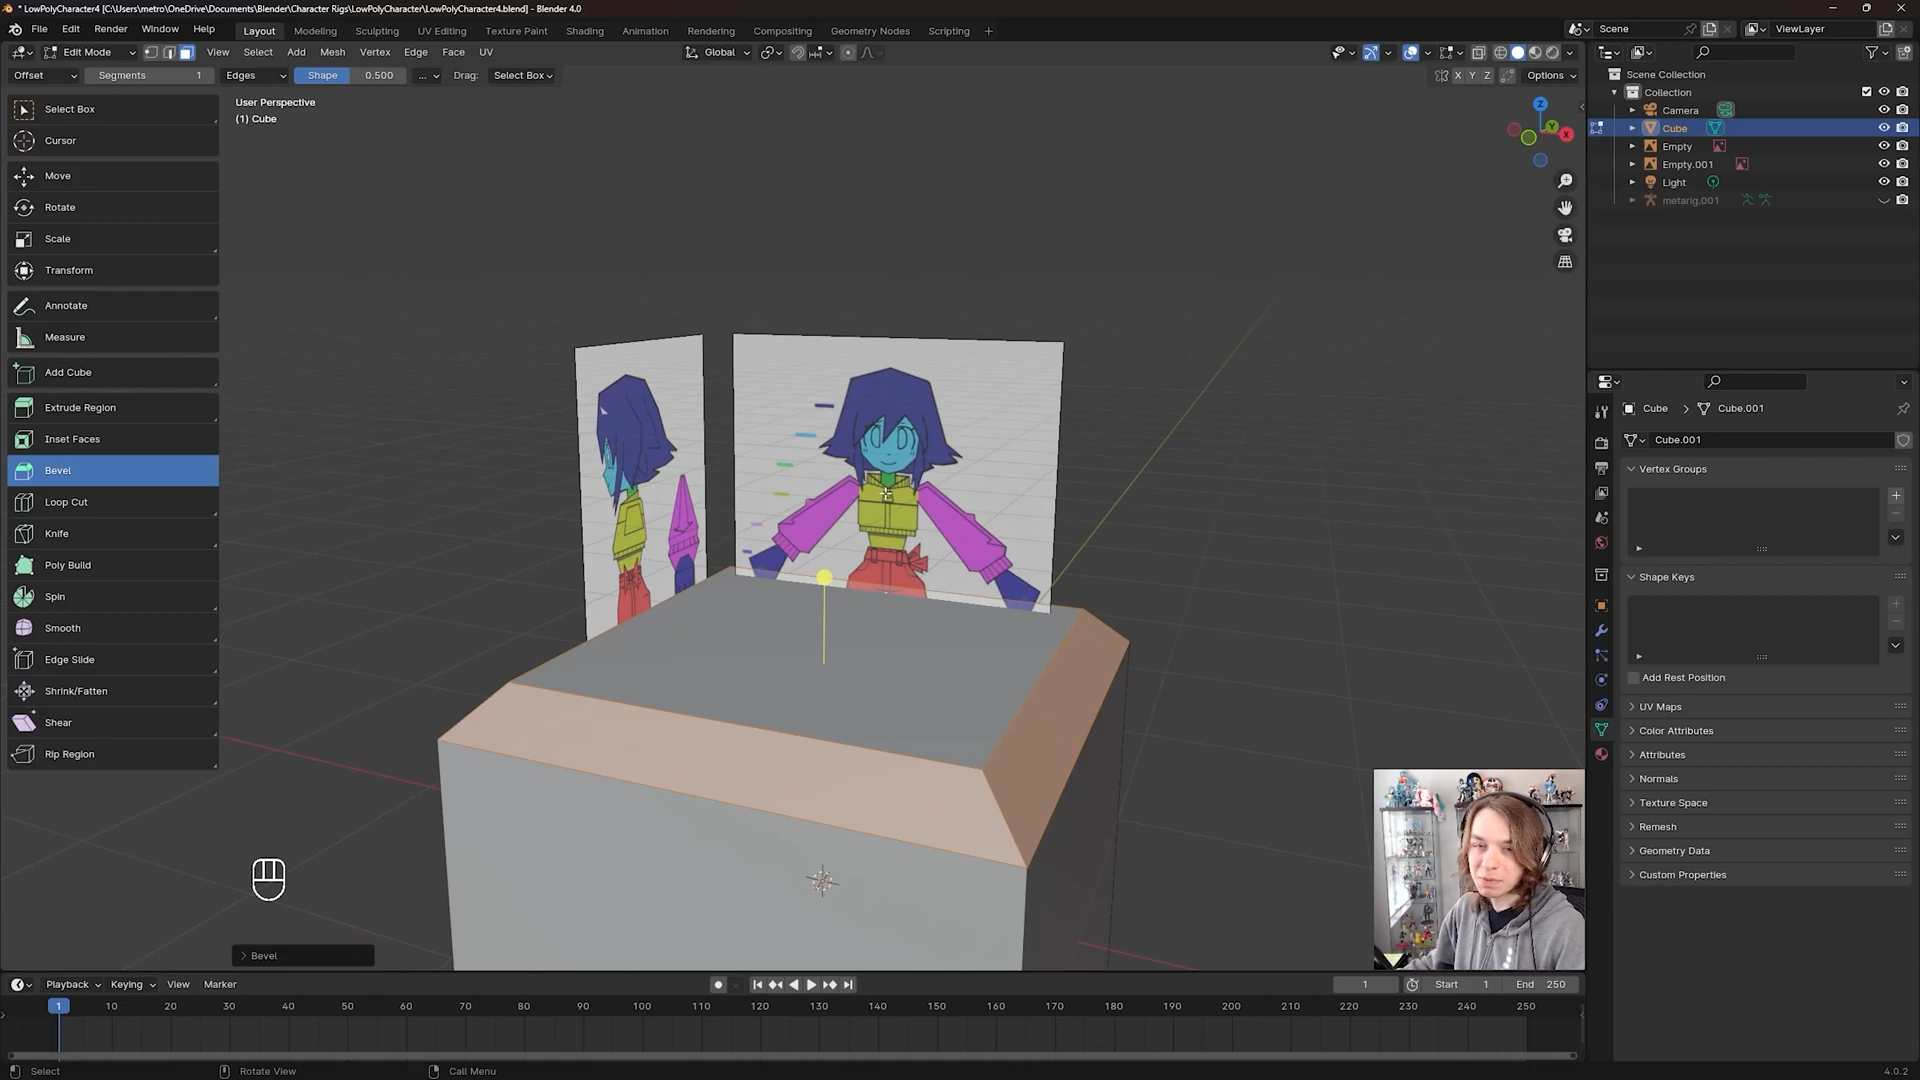 * LowPolyCharacter4 [C:\Users\metro\OneDrive\Documents\Blender\Character Rigs\LowPolyCharacter\LowPolyCharacter4.blend] - Blender 4.0
File Edit Render Window Help Layout Modeling Sculpting UV Editing Texture Paint Shading Animation Rendering Compositing Geometry Nodes Scripting + Scene ViewLayer
Edit Mode View Select Add Mesh Vertex Edge Face UV Global
Offset Segments 1 Edges Shape 0.500 ... Drag: Select Box X Y Z Options
User Perspective
(1) Cube
Select Box
Cursor
Move
Rotate
Scale
Transform
Annotate
Measure
Add Cube
Extrude Region
Inset Faces
Bevel
Loop Cut
Knife
Poly Build
Spin
Smooth
Edge Slide
Shrink/Fatten
Shear
Rip Region
Z
Y
X
Scene Collection
Collection
Camera
Cube
Empty
Empty.001
Light
metarig.001
Cube > Cube.001
Cube.001
Vertex Groups
Shape Keys
Add Rest Position
UV Maps
Color Attributes
Attributes
Normals
Texture Space
Remesh
Geometry Data
Custom Properties
> Bevel
Playback Keying View Marker 1 Start 1 End 250
1 10 20 30 40 50 60 70 80 90 100 110 120 130 140 150 160 170 180 190 200 210 220 230 240 250
Select Rotate View Call Menu 4.0.2